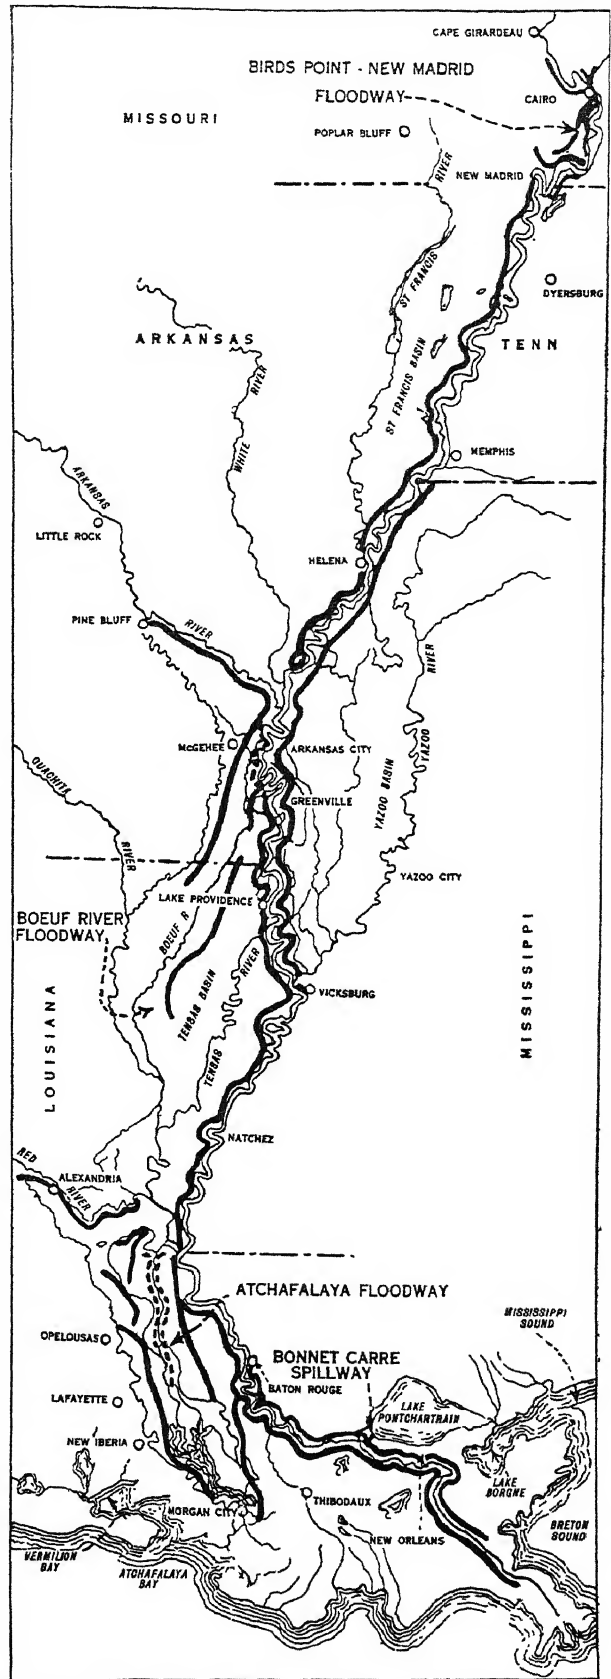 CAPE GIRARDEAU
BIRDS POINT - NEW MADRID
FLOODWAY
CAIRO
MISSOURI
POPLAR BLUFF
RIVER
NEW MADRID
ST FRANCIS
DYERSBURG
ARKANSAS
TENN
RIVER
ST FRANCIS BASIN
WHITE
MEMPHIS
ARKANSAS
LITTLE ROCK
HELENA
PINE BLUFF
RIVER
RIVER
McGEHEE
ARKANSAS CITY
YAZOO
OUACHITA
YAZOO BASIN
GREENVILLE
RIVER
YAZOO CITY
LAKE PROVIDENCE
BOEUF R
BOEUF RIVER
FLOODWAY
RIVER
VICKSBURG
MISSISSIPPI
TENSAS BASIN
LOUISIANA
TENSAS
NATCHEZ
RED
ALEXANDRIA
RIVER
ATCHAFALAYA FLOODWAY
MISSISSIPPI
SOUND
OPELOUSAS
BONNET CARRE
SPILLWAY
BATON ROUGE
LAFAYETTE
LAKE
PONTCHARTRAIN
NEW IBERIA
LAKE
BORGNE
MORGAN CITY
THIBODAUX
NEW ORLEANS
BRETON
SOUND
VERMILION
BAY
ATCHAFALAYA
BAY